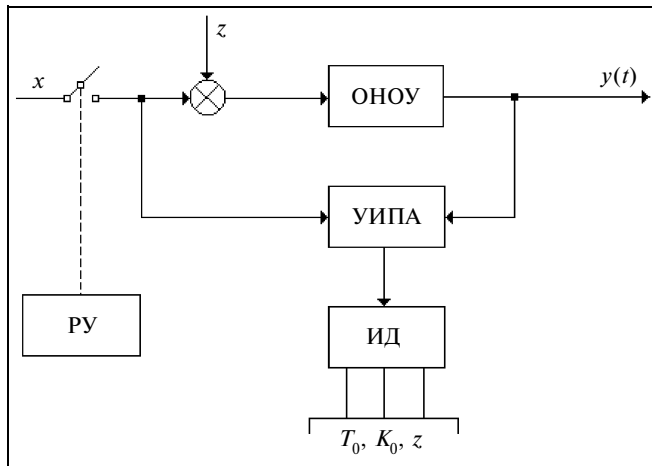 z
x
ОНОУ
y(t)
УИПА
РУ
ИД
T₀, K₀, z